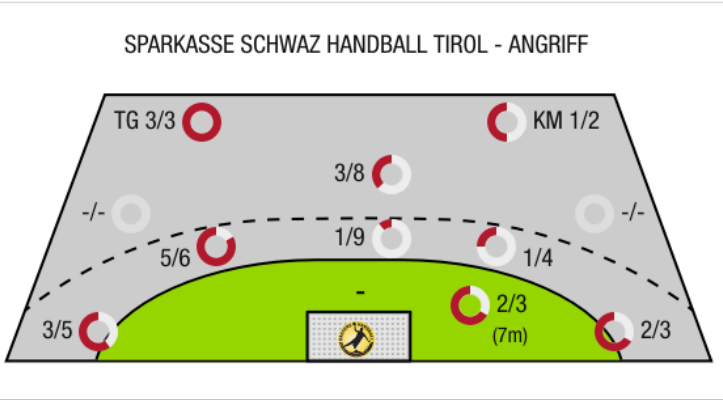 SPARKASSE SCHWAZ HANDBALL TIROL - ANGRIFF
TG 3/3
KM 1/2
3/8
-/-
-/-
5/6
1/9
1/4
-
2/3
(7m)
3/5
2/3